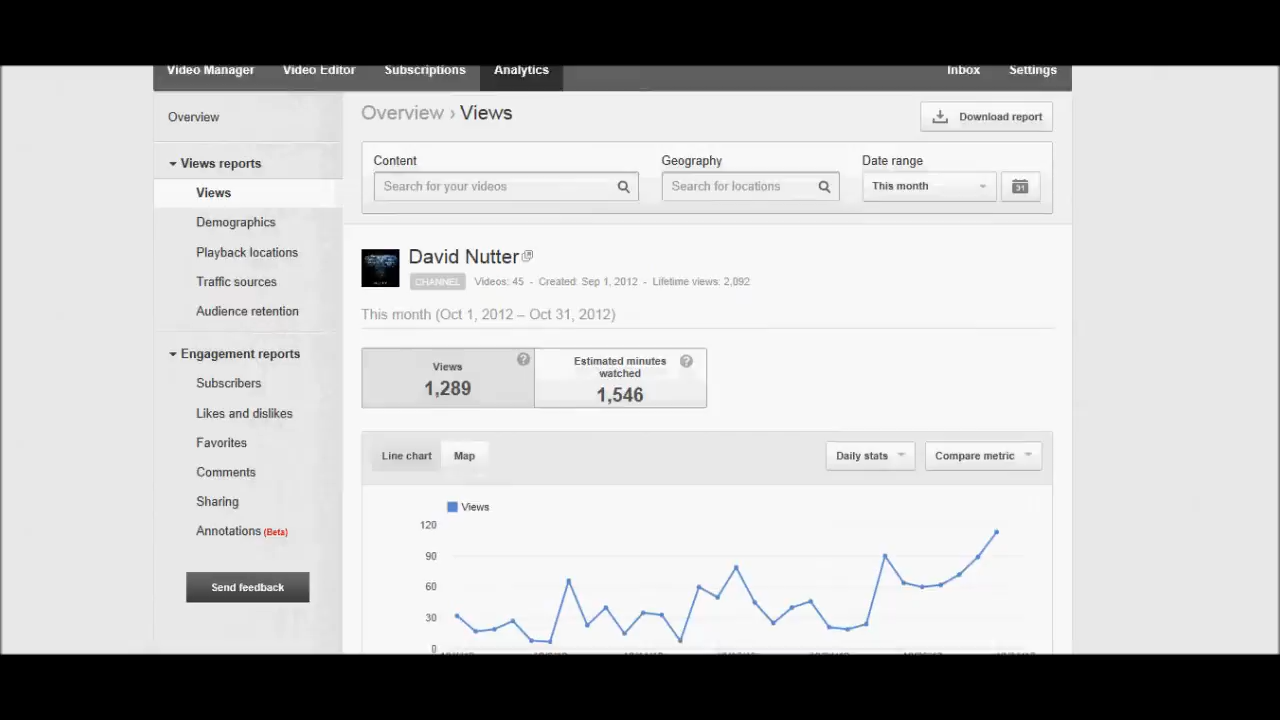 Video Manager Video Editor Subscriptions Analytics Inbox Settings
Overview
Views reports
Views
Demographics
Playback locations
Traffic sources
Audience retention
Engagement reports
Subscribers
Likes and dislikes
Favorites
Comments
Sharing
Annotations (Beta)
Send feedback
Overview › Views
Download report
Content Geography Date range
Search for your videos Search for locations This month 31
David Nutter
CHANNEL Videos: 45 - Created: Sep 1, 2012 - Lifetime views: 2,092
This month (Oct 1, 2012 – Oct 31, 2012)
Views ?
1,289
Estimated minutes watched ?
1,546
Line chart Map Daily stats Compare metric
Views
120
90
60
30
0